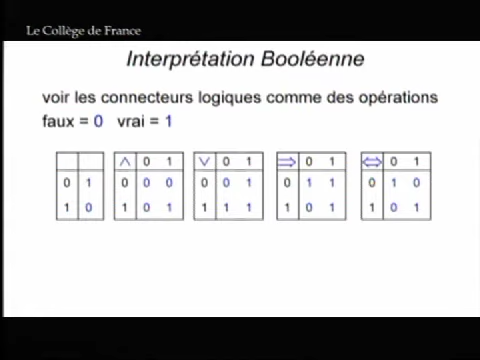 Le Collège de France
Interprétation Booléenne
voir les connecteurs logiques comme des opérations
faux = 0 vrai = 1
∧ 0 1 ∨ 0 1 ⇒ 0 1 ⇔ 0 1
0 1 0 0 0 0 0 1 0 1 1 0 1 0
1 0 1 0 1 1 1 1 1 0 1 1 0 1